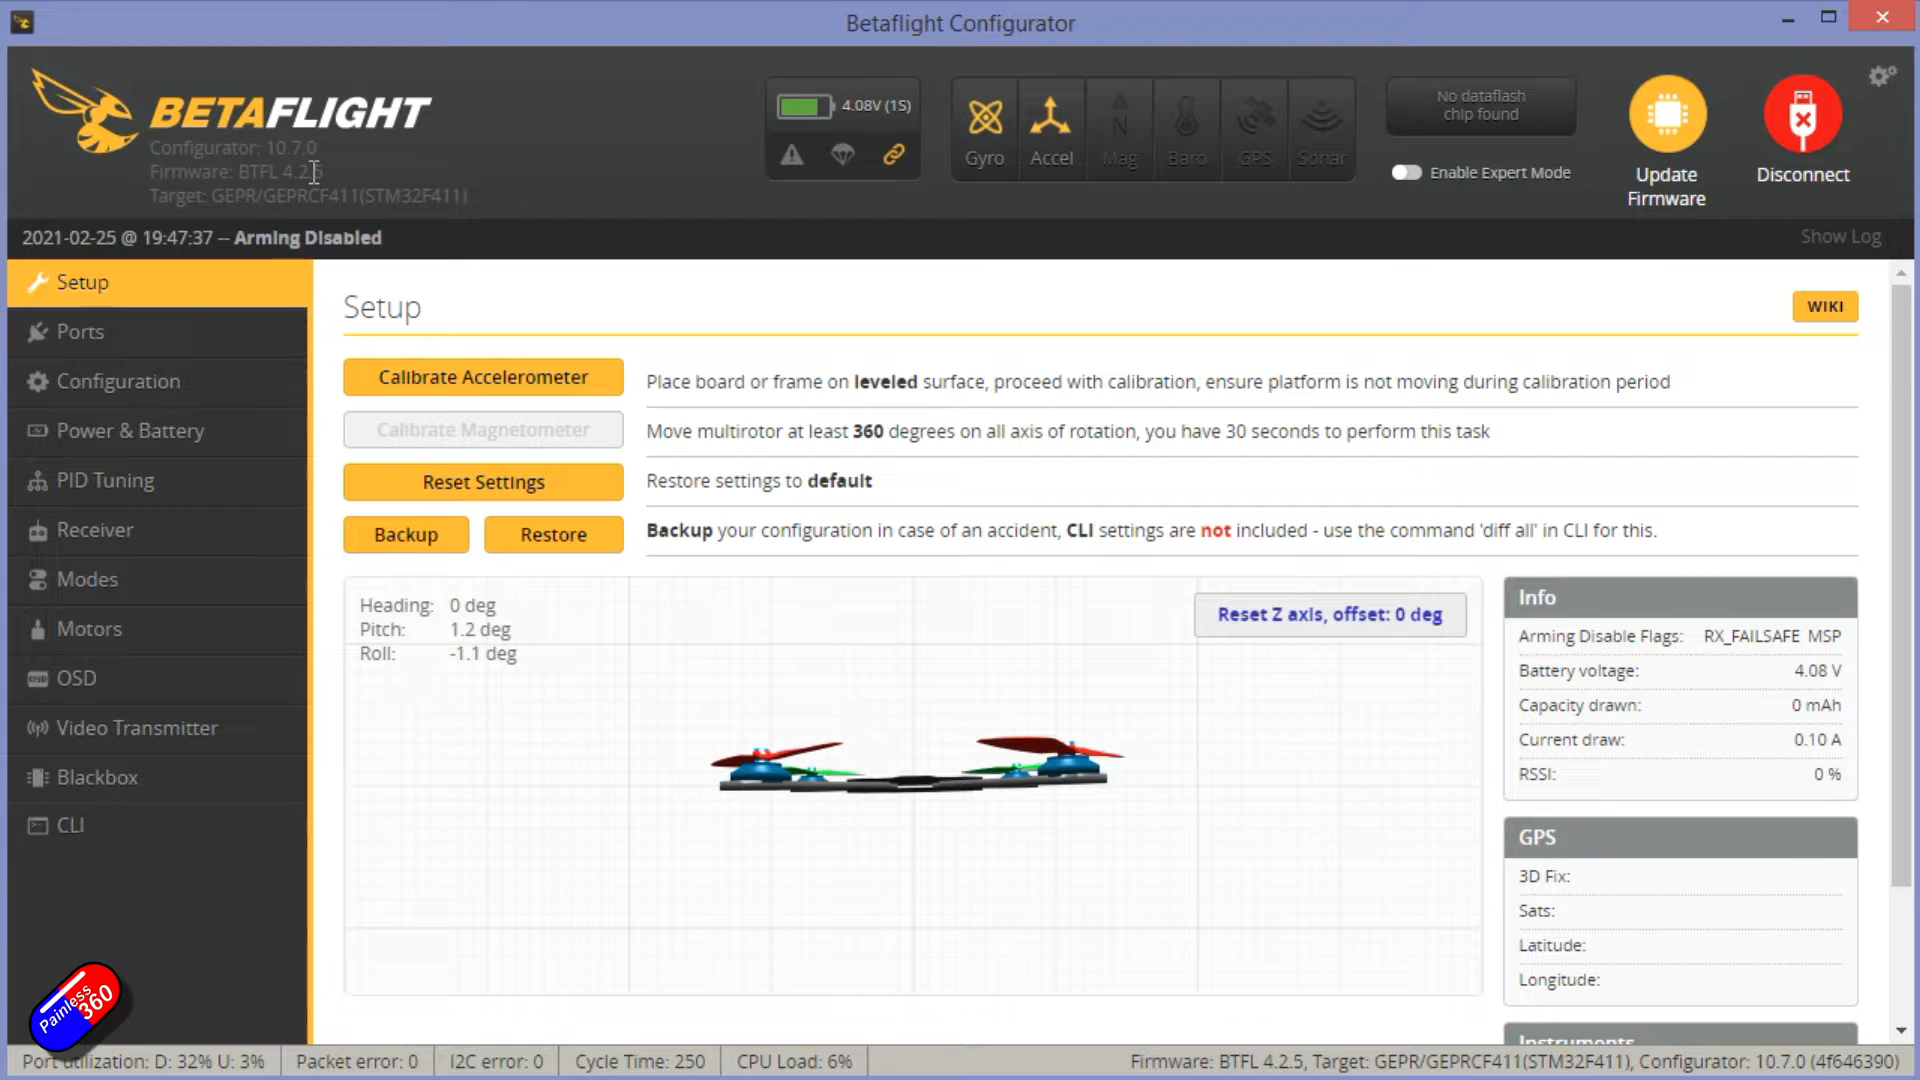 Betaflight Configurator
BETAFLIGHT
Configurator: 10.7.0
Firmware: BTFL 4.2.5
Target: GEPR/GEPRCF411(STM32F411)
4.08V (1S)
Gyro
Accel
Mag
Baro
GPS
Sonar
No dataflash
chip found
Enable Expert Mode
Update
Firmware
Disconnect
2021-02-25 @ 19:47:37 -- Arming Disabled
Show Log
Setup
Ports
Configuration
Power & Battery
PID Tuning
Receiver
Modes
Motors
OSD
Video Transmitter
Blackbox
CLI
Setup
WIKI
Calibrate Accelerometer
Place board or frame on leveled surface, proceed with calibration, ensure platform is not moving during calibration period
Calibrate Magnetometer
Move multirotor at least 360 degrees on all axis of rotation, you have 30 seconds to perform this task
Reset Settings
Restore settings to default
Backup
Restore
Backup your configuration in case of an accident, CLI settings are not included - use the command 'diff all' in CLI for this.
Heading: 0 deg
Pitch: 1.2 deg
Roll: -1.1 deg
Reset Z axis, offset: 0 deg
Info
Arming Disable Flags: RX_FAILSAFE MSP
Battery voltage: 4.08 V
Capacity drawn: 0 mAh
Current draw: 0.10 A
RSSI: 0 %
GPS
3D Fix:
Sats:
Latitude:
Longitude:
Instruments
Painless
360
Port utilization: D: 32% U: 3%
Packet error: 0
I2C error: 0
Cycle Time: 250
CPU Load: 6%
Firmware: BTFL 4.2.5, Target: GEPR/GEPRCF411(STM32F411), Configurator: 10.7.0 (4f646390)